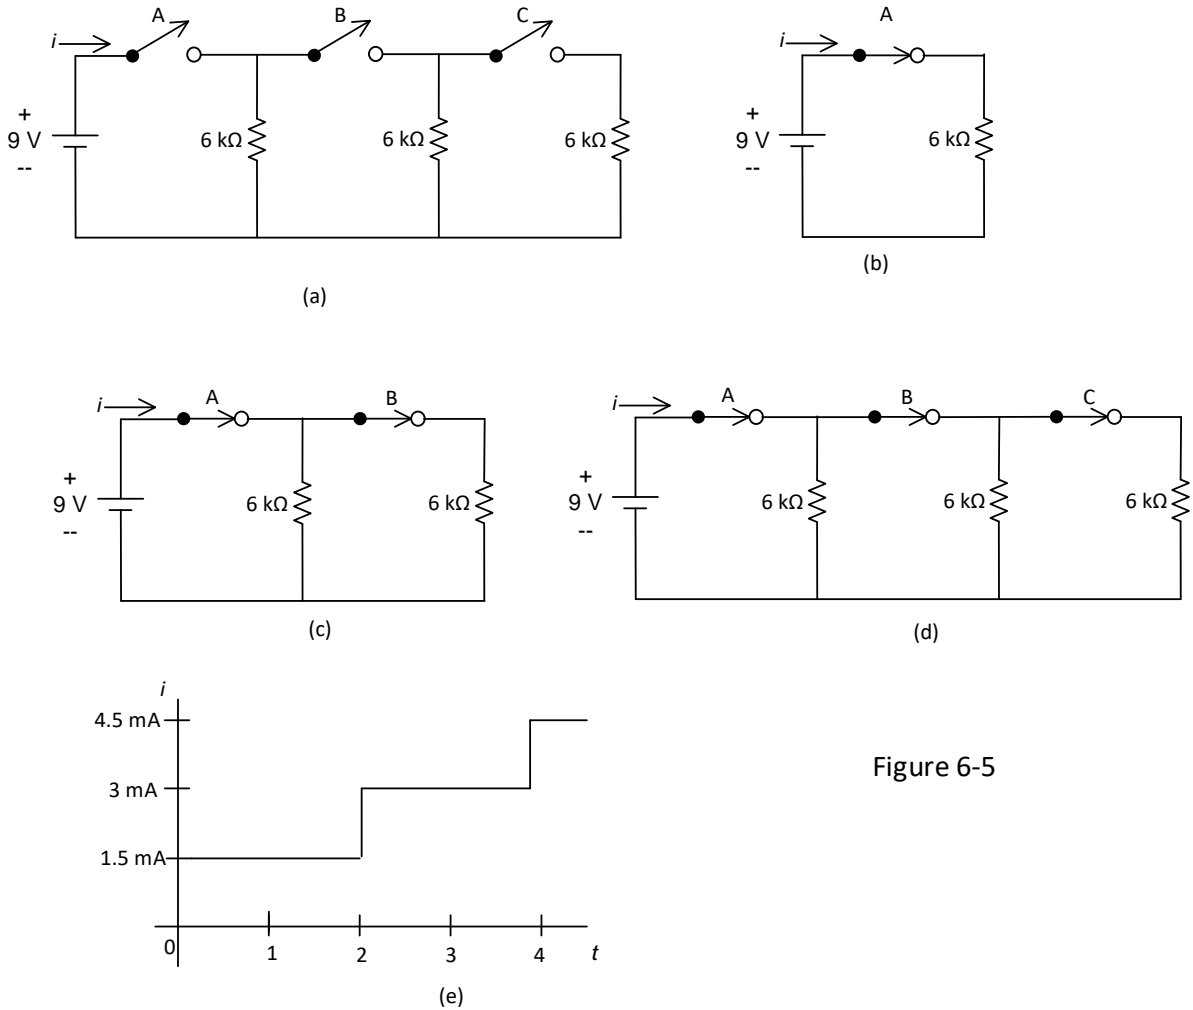 A
B
C
i
+
9 V
--
6 kΩ
6 kΩ
6 kΩ
(a)
A
i
+
9 V
--
6 kΩ
(b)
A
B
i
+
9 V
--
6 kΩ
6 kΩ
(c)
A
B
C
i
+
9 V
--
6 kΩ
6 kΩ
6 kΩ
(d)
i
4.5 mA
3 mA
1.5 mA
0
1
2
3
4
t
(e)
Figure 6-5